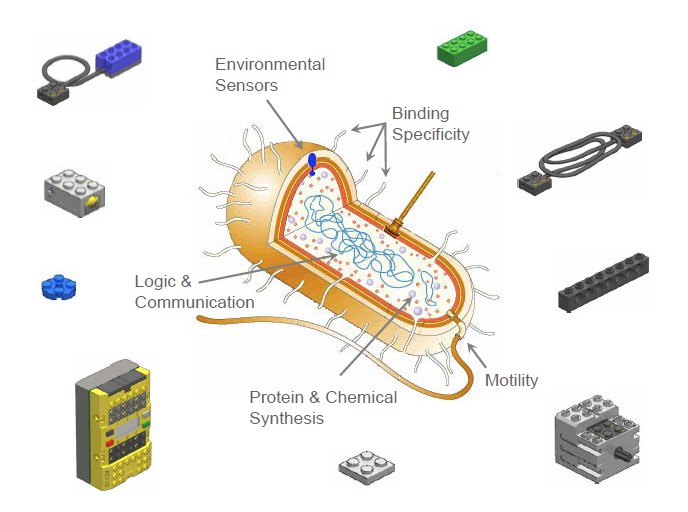 Environmental
Sensors
Binding
Specificity
Logic &
Communication
Motility
Protein & Chemical
Synthesis